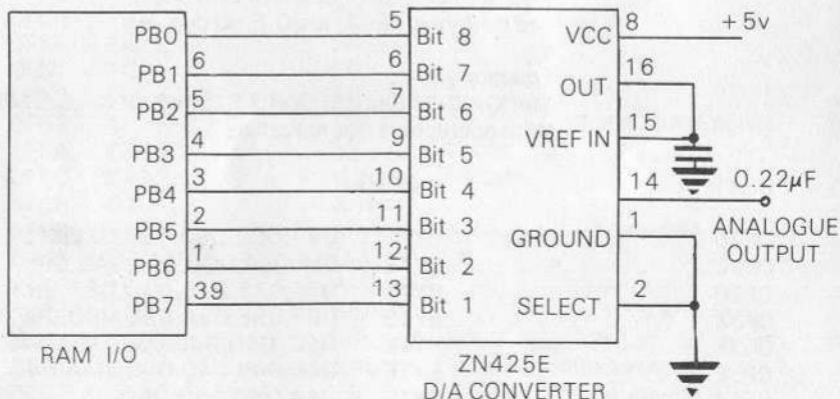 PB0 5 Bit 8 VCC 8 +5v
PB1 6 6 Bit 7 OUT 16
PB2 5 7 Bit 6
PB3 4 9 Bit 5 VREF IN 15
PB4 3 10 Bit 4 14 0.22μF
PB5 2 11 Bit 3 GROUND 1 ANALOGUE
PB6 1 12 Bit 2 OUTPUT
PB7 39 13 Bit 1 SELECT 2
RAM I/O ZN425E
D/A CONVERTER